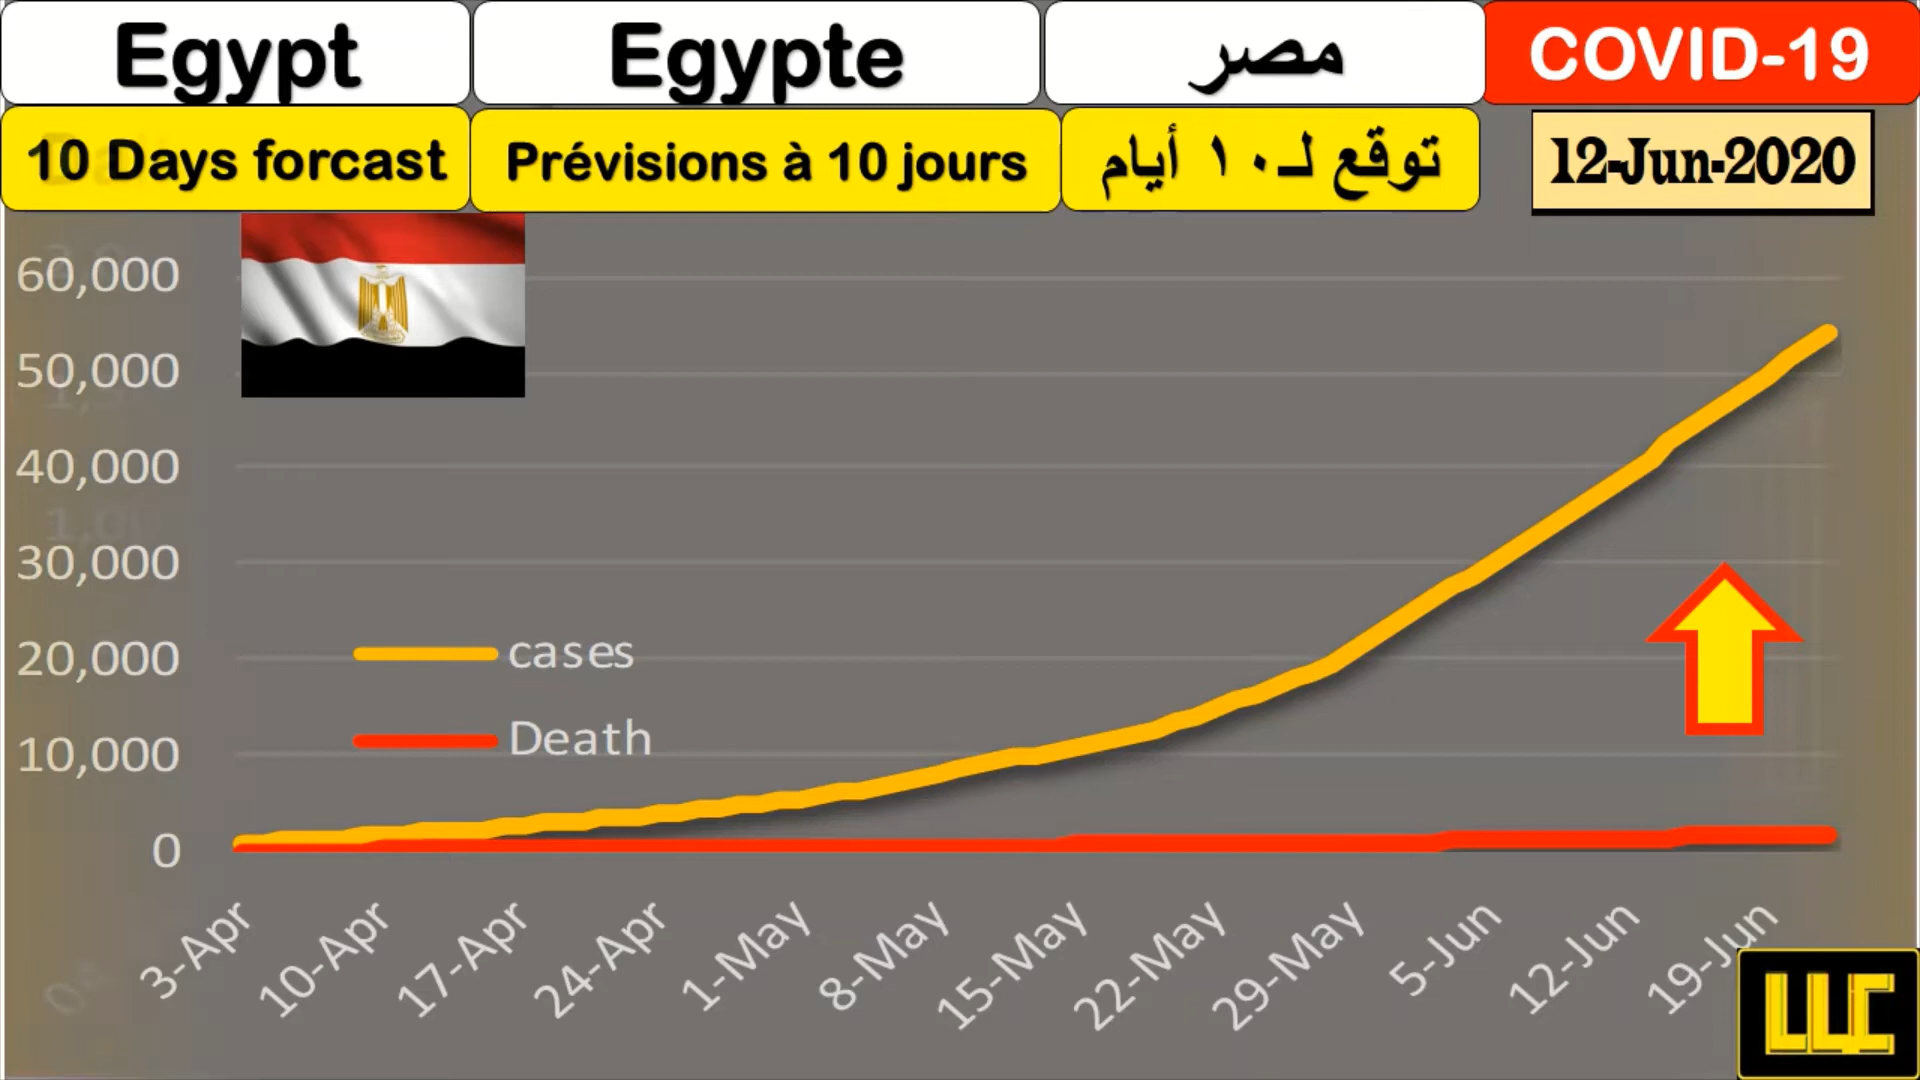 Egypt
Egypte
مصر
COVID-19
10 Days forcast
Prévisions à 10 jours
توقع لـ١٠ أيام
12-Jun-2020
60,000
50,000
40,000
30,000
20,000
10,000
0
cases
Death
3-Apr
10-Apr
17-Apr
24-Apr
1-May
8-May
15-May
22-May
29-May
5-Jun
12-Jun
19-Jun
LLC